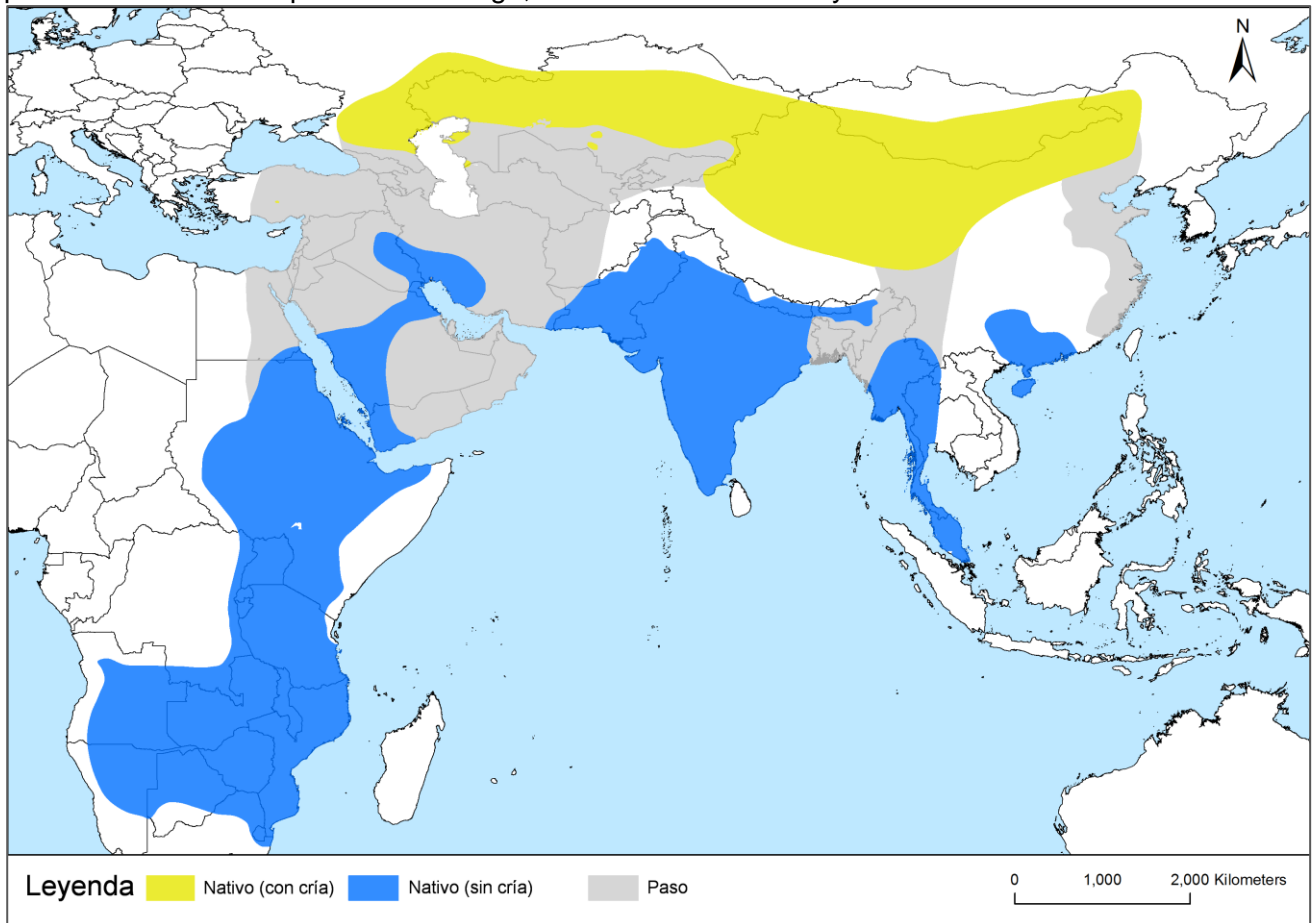 N
Leyenda
Nativo (con cría)
Nativo (sin cría)
Paso
0 1,000 2,000 Kilometers